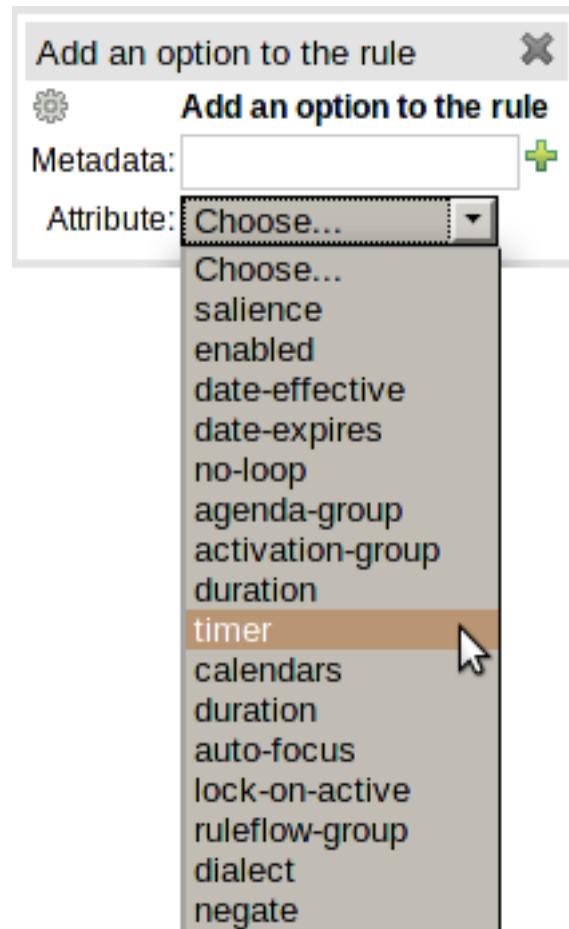 Add an option to the rule
Add an option to the rule
Metadata:
Attribute: Choose...
Choose...
salience
enabled
date-effective
date-expires
no-loop
agenda-group
activation-group
duration
timer
calendars
duration
auto-focus
lock-on-active
ruleflow-group
dialect
negate